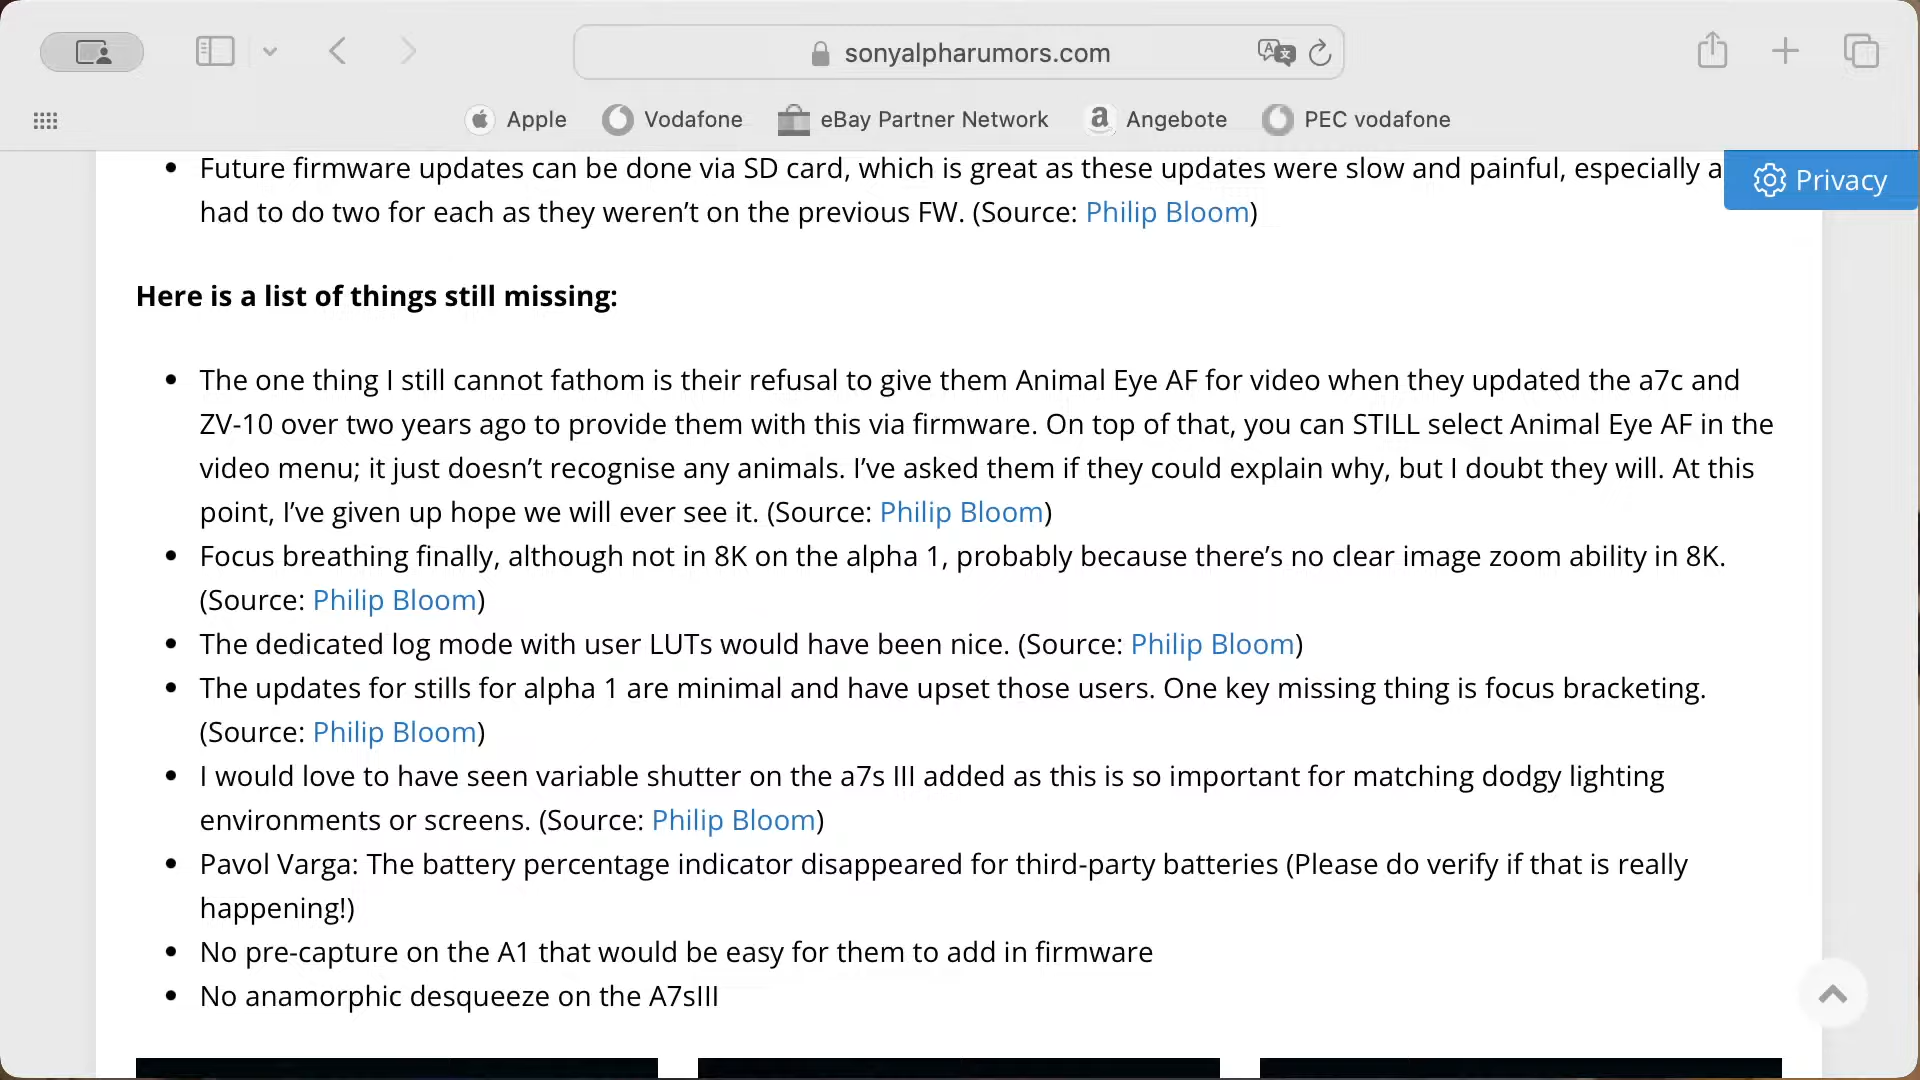 sonyalpharumors.com
Apple
Vodafone
eBay Partner Network
Angebote
PEC vodafone
Future firmware updates can be done via SD card, which is great as these updates were slow and painful, especially a
Privacy
had to do two for each as they weren’t on the previous FW. (Source: Philip Bloom)
Here is a list of things still missing:
The one thing I still cannot fathom is their refusal to give them Animal Eye AF for video when they updated the a7c and
ZV-10 over two years ago to provide them with this via firmware. On top of that, you can STILL select Animal Eye AF in the
video menu; it just doesn’t recognise any animals. I’ve asked them if they could explain why, but I doubt they will. At this
point, I’ve given up hope we will ever see it. (Source: Philip Bloom)
Focus breathing finally, although not in 8K on the alpha 1, probably because there’s no clear image zoom ability in 8K.
(Source: Philip Bloom)
The dedicated log mode with user LUTs would have been nice. (Source: Philip Bloom)
The updates for stills for alpha 1 are minimal and have upset those users. One key missing thing is focus bracketing.
(Source: Philip Bloom)
I would love to have seen variable shutter on the a7s III added as this is so important for matching dodgy lighting
environments or screens. (Source: Philip Bloom)
Pavol Varga: The battery percentage indicator disappeared for third-party batteries (Please do verify if that is really
happening!)
No pre-capture on the A1 that would be easy for them to add in firmware
No anamorphic desqueeze on the A7sIII